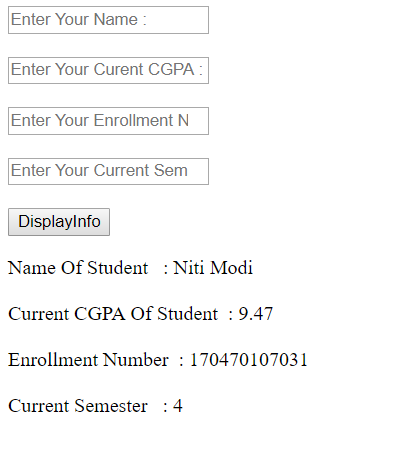 Enter Your Name :
Enter Your Curent CGPA :
Enter Your Enrollment N
Enter Your Current Sem
DisplayInfo
Name Of Student : Niti Modi
Current CGPA Of Student : 9.47
Enrollment Number : 170470107031
Current Semester : 4